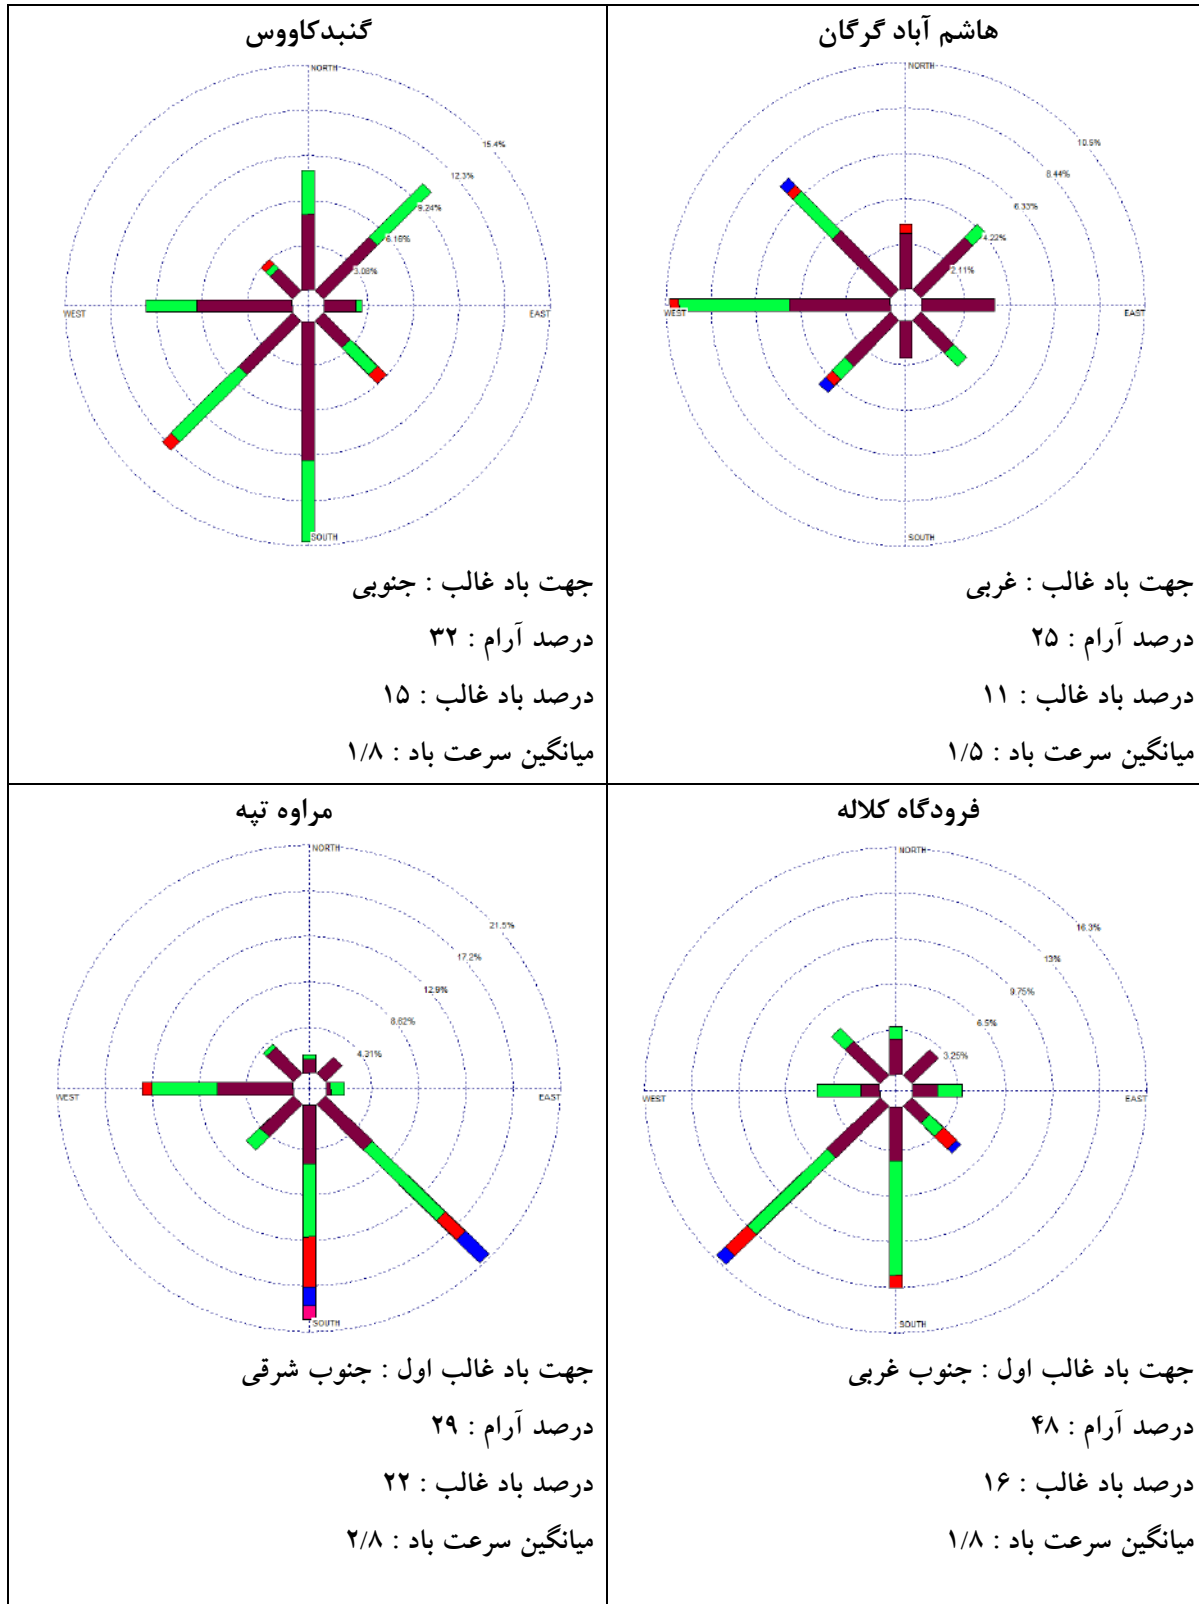 هاشم آباد گرگان
NORTH
10.5%
8.44%
6.33%
4.22%
2.11%
WEST
EAST
SOUTH
جهت باد غالب : غربی
درصد آرام : ۲۵
درصد باد غالب : ۱۱
میانگین سرعت باد : ۱/۵
گنبدکاووس
NORTH
15.4%
12.3%
9.24%
6.16%
3.08%
WEST
EAST
SOUTH
جهت باد غالب : جنوبی
درصد آرام : ۳۲
درصد باد غالب : ۱۵
میانگین سرعت باد : ۱/۸
فرودگاه کلاله
NORTH
16.3%
13%
9.75%
6.5%
3.25%
WEST
EAST
SOUTH
جهت باد غالب اول : جنوب غربی
درصد آرام : ۴۸
درصد باد غالب : ۱۶
میانگین سرعت باد : ۱/۸
مراوه تپه
NORTH
21.5%
17.2%
12.9%
8.62%
4.31%
WEST
EAST
SOUTH
جهت باد غالب اول : جنوب شرقی
درصد آرام : ۲۹
درصد باد غالب : ۲۲
میانگین سرعت باد : ۲/۸